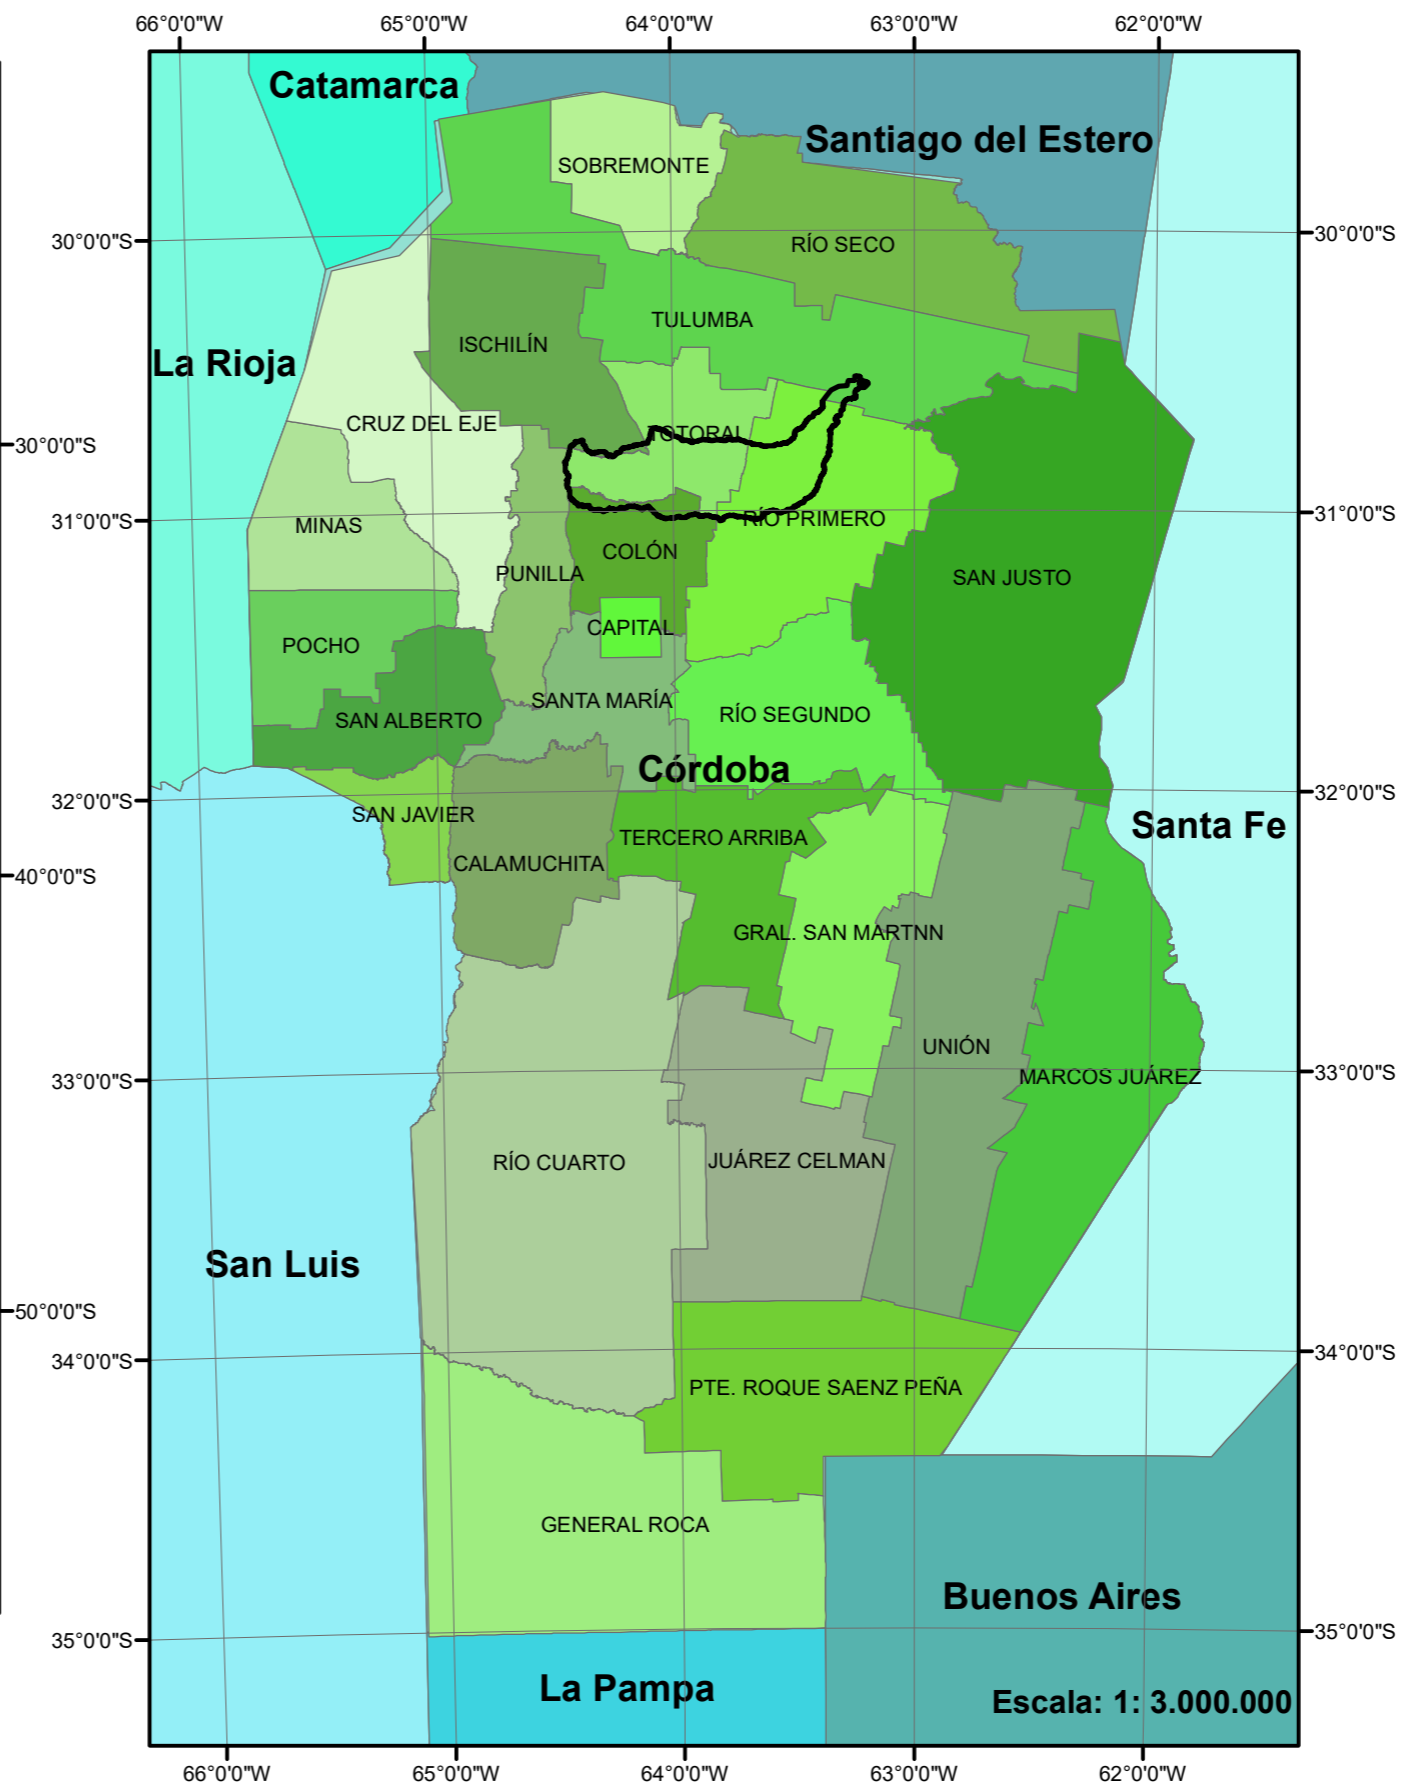 66°0'0"W 65°0'0"W 64°0'0"W 63°0'0"W 62°0'0"W
Catamarca
Santiago del Estero
SOBREMONTE
30°0'0"S 30°0'0"S
RÍO SECO
TULUMBA
ISCHILÍN
La Rioja
CRUZ DEL EJE
TOTORAL
30°0'0"S
31°0'0"S 31°0'0"S
MINAS
RÍO PRIMERO
COLÓN
PUNILLA
SAN JUSTO
CAPITAL
POCHO
SANTA MARÍA
RÍO SEGUNDO
SAN ALBERTO
Córdoba
32°0'0"S 32°0'0"S
SAN JAVIER
Santa Fe
TERCERO ARRIBA
CALAMUCHITA
40°0'0"S
GRAL. SAN MARTNN
UNIÓN
33°0'0"S 33°0'0"S
MARCOS JUÁREZ
RÍO CUARTO
JUÁREZ CELMAN
San Luis
50°0'0"S
34°0'0"S 34°0'0"S
PTE. ROQUE SAENZ PEÑA
GENERAL ROCA
Buenos Aires
35°0'0"S 35°0'0"S
La Pampa
Escala: 1: 3.000.000
66°0'0"W 65°0'0"W 64°0'0"W 63°0'0"W 62°0'0"W